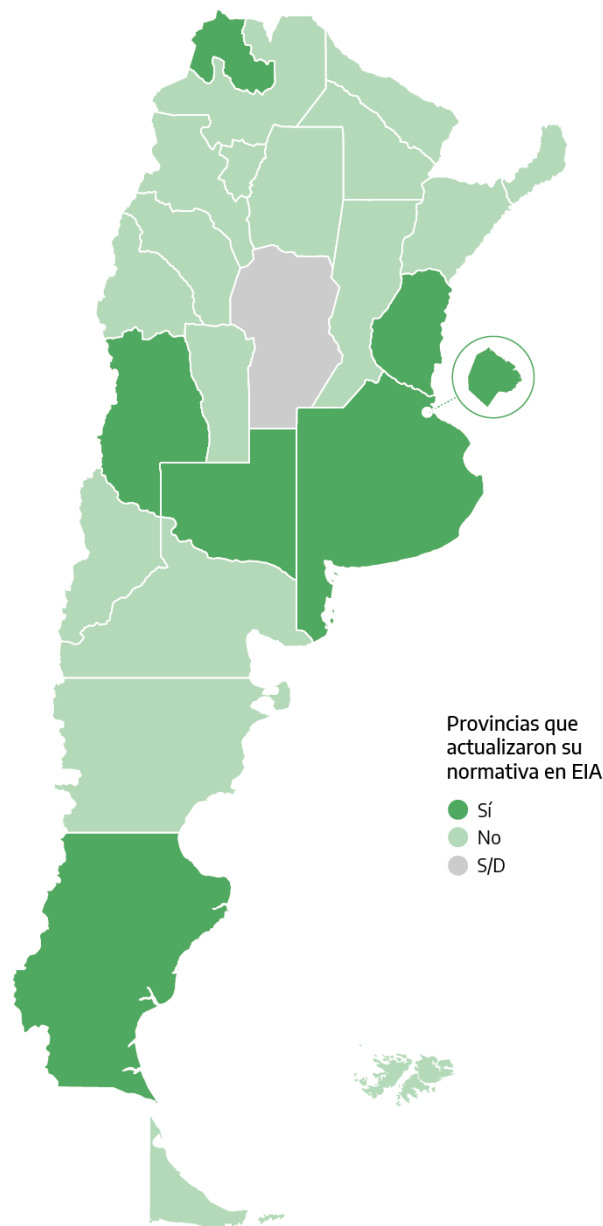 Provincias que
actualizaron su
normativa en EIA
Sí
No
S/D